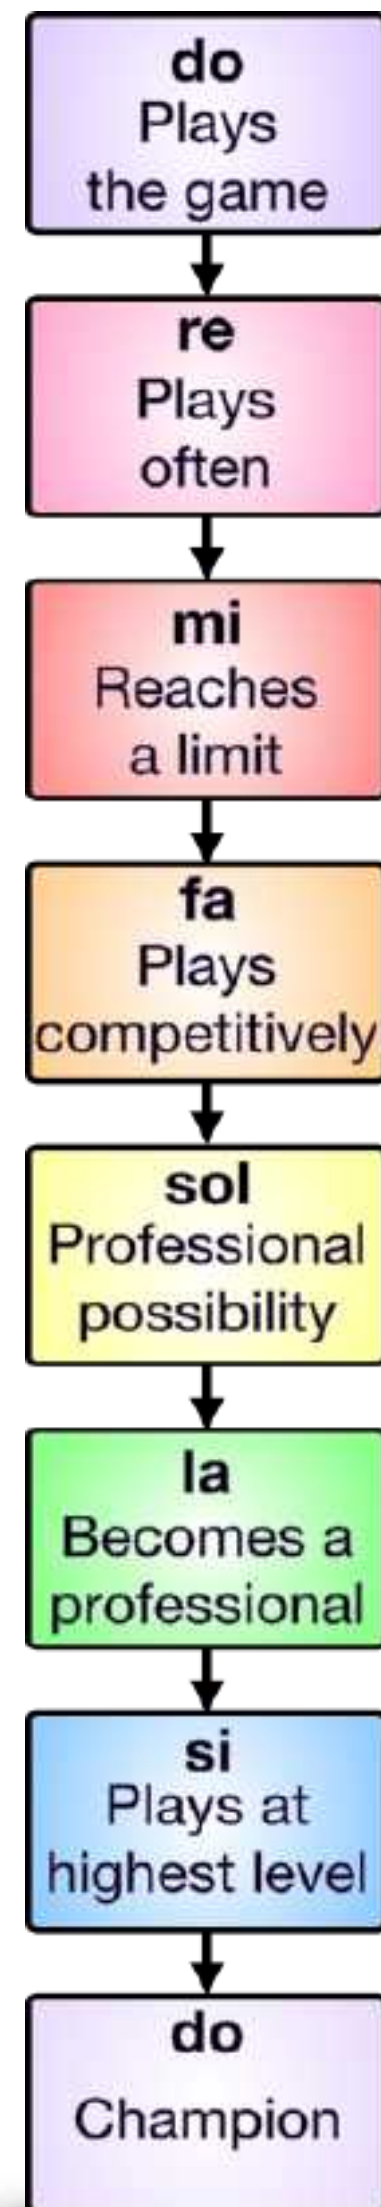 do
Plays
the game
re
Plays
often
mi
Reaches
a limit
fa
Plays
competitively
sol
Professional
possibility
la
Becomes a
professional
si
Plays at
highest level
do
Champion